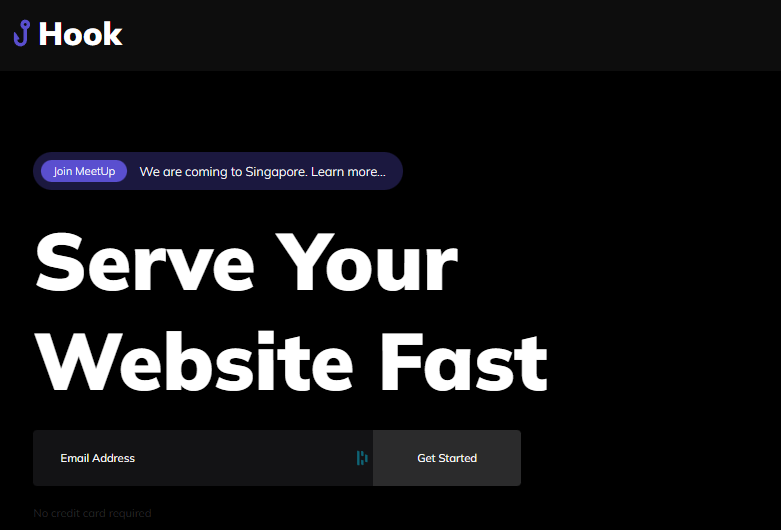 Hook
Join MeetUp We are coming to Singapore. Learn more...
Serve Your
Website Fast
Email Address Get Started
No credit card required